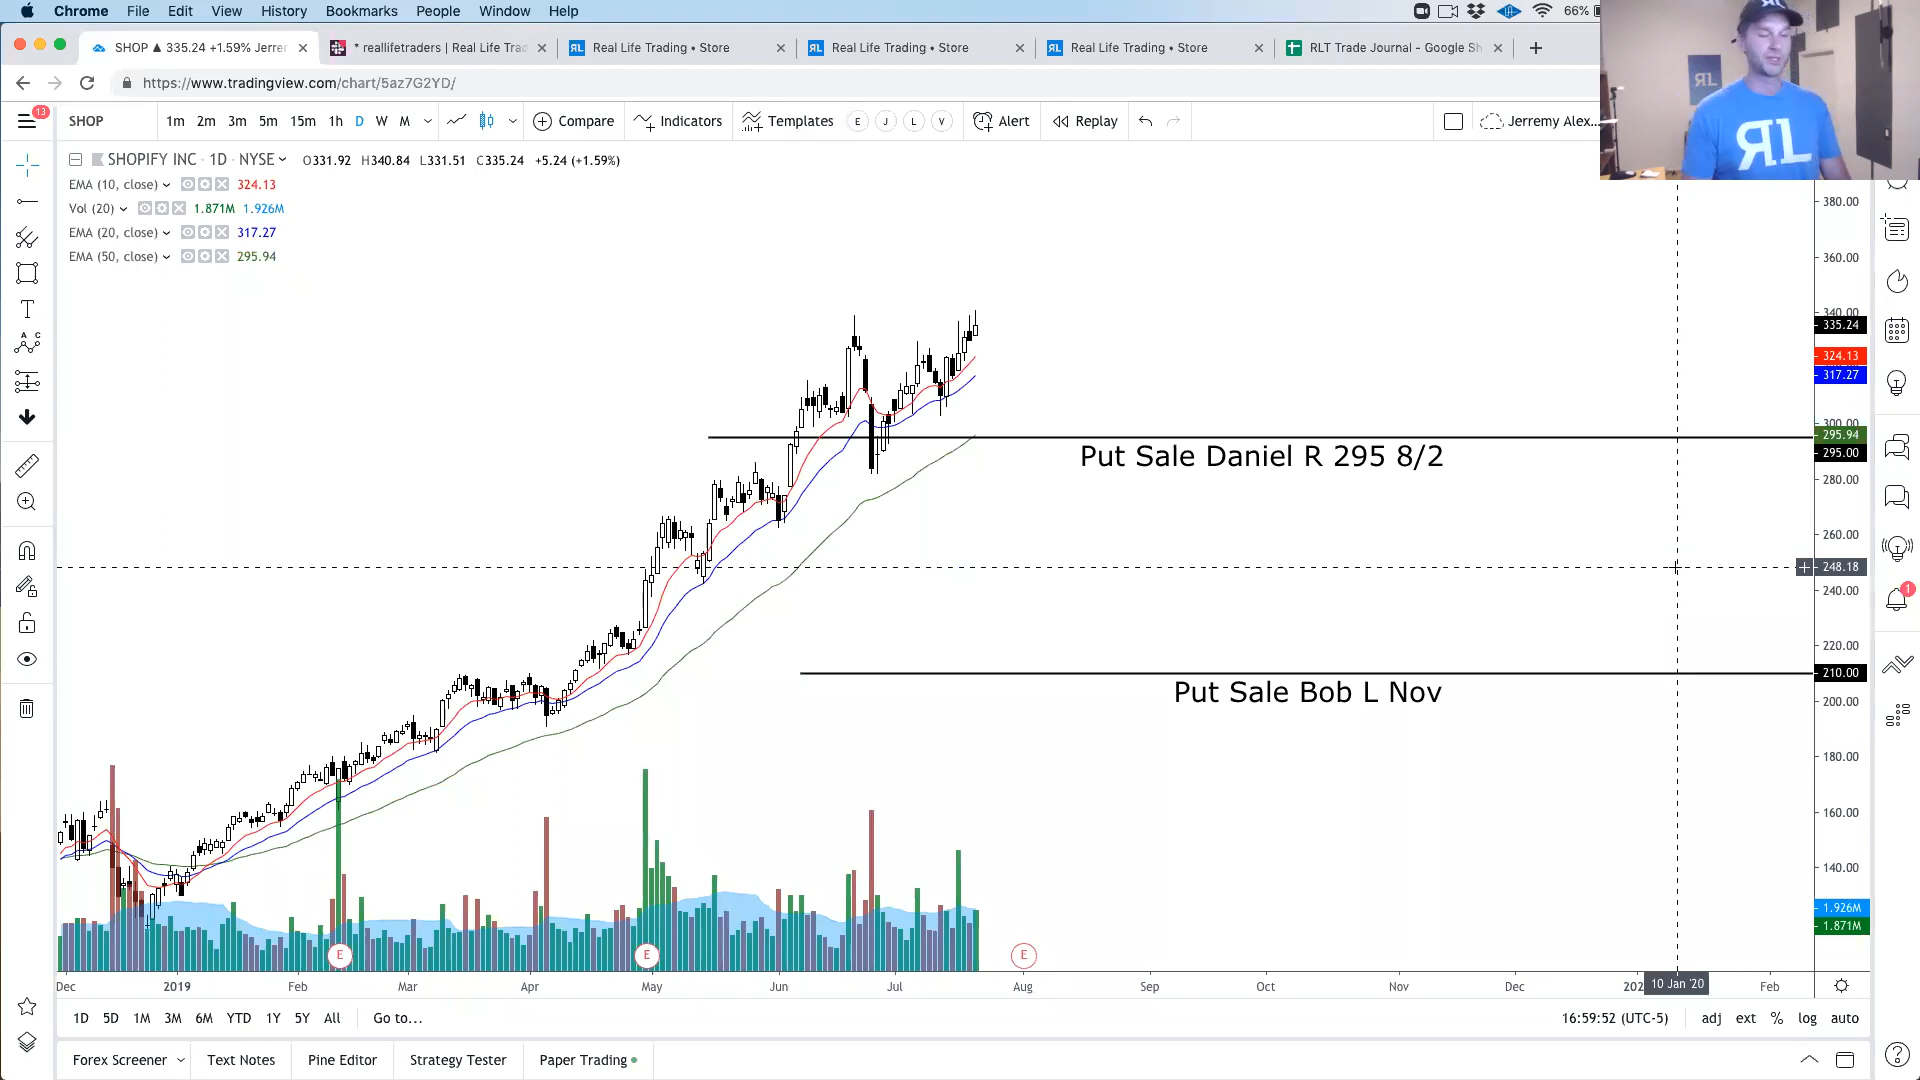 Chrome File Edit View History Bookmarks People Window Help 66%
SHOP ▲ 335.24 +1.59% Jerrer
* reallifetraders | Real Life Trad
Real Life Trading • Store
Real Life Trading • Store
Real Life Trading • Store
RLT Trade Journal - Google Sh
https://www.tradingview.com/chart/5az7G2YD/
13
SHOP 1m 2m 3m 5m 15m 1h D W M Compare Indicators Templates E J L V Alert Replay Jerremy Alex...
SHOPIFY INC · 1D · NYSE O331.92 H340.84 L331.51 C335.24 +5.24 (+1.59%)
EMA (10, close) 324.13
Vol (20) 1.871M 1.926M
EMA (20, close) 317.27
EMA (50, close) 295.94
RL
380.00
360.00
340.00
335.24
324.13
317.27
300.00
295.94
295.00
280.00
260.00
248.18
240.00
220.00
210.00
200.00
180.00
160.00
140.00
1.926M
1.871M
Put Sale Daniel R 295 8/2
Put Sale Bob L Nov
1
E E E
Dec 2019 Feb Mar Apr May Jun Jul Aug Sep Oct Nov Dec 202 10 Jan '20 Feb
1D 5D 1M 3M 6M YTD 1Y 5Y All Go to... 16:59:52 (UTC-5) adj ext % log auto
Forex Screener Text Notes Pine Editor Strategy Tester Paper Trading